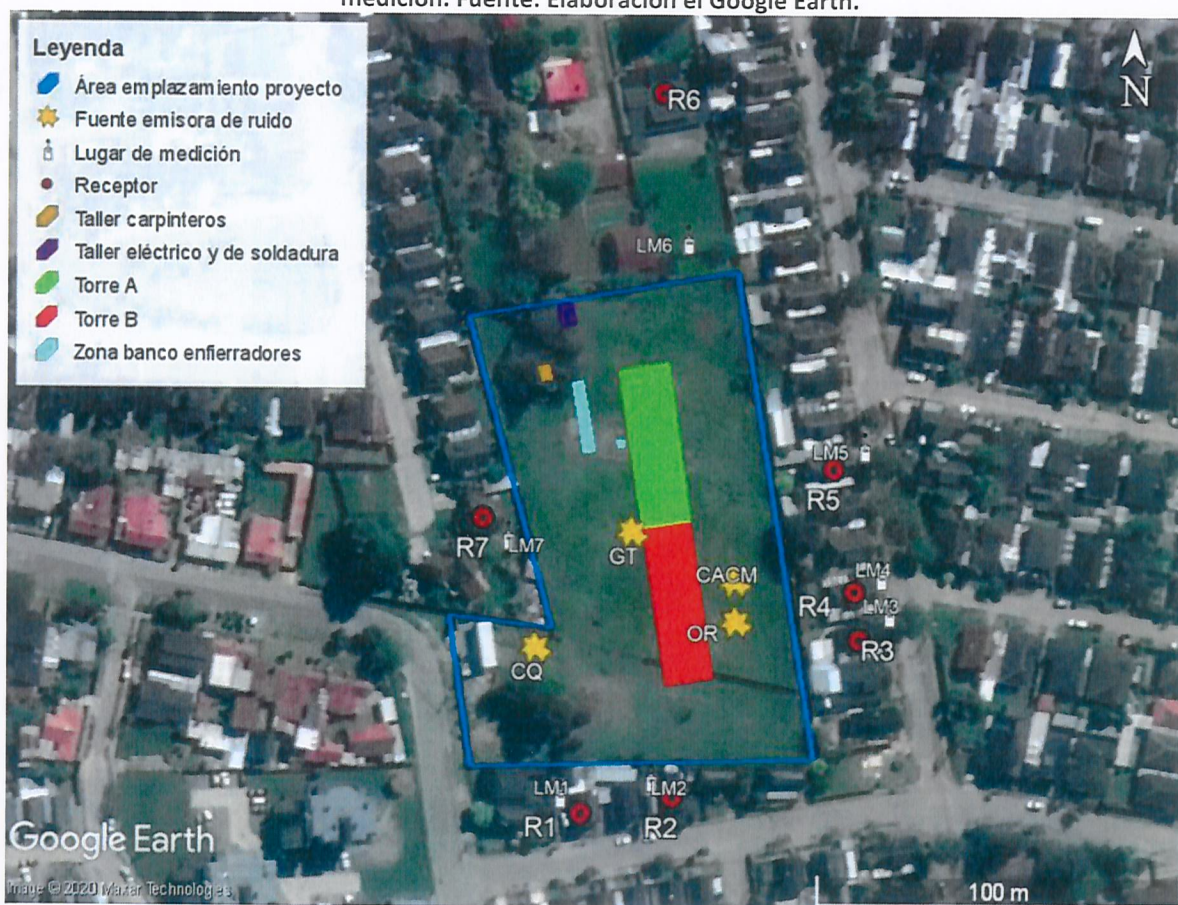 medición. Fuente: Elaboración el Google Earth.
Leyenda
Área emplazamiento proyecto
Fuente emisora de ruido
Lugar de medición
Receptor
Taller carpinteros
Taller eléctrico y de soldadura
Torre A
Torre B
Zona banco enfierradores
N
R6
LM6
LM5
R5
R7
LM7
GT
CACM
LM4
R4
LM3
OR
R3
CQ
LM1
LM2
R1
R2
Google Earth
Image © 2020 Maxar Technologies
100 m